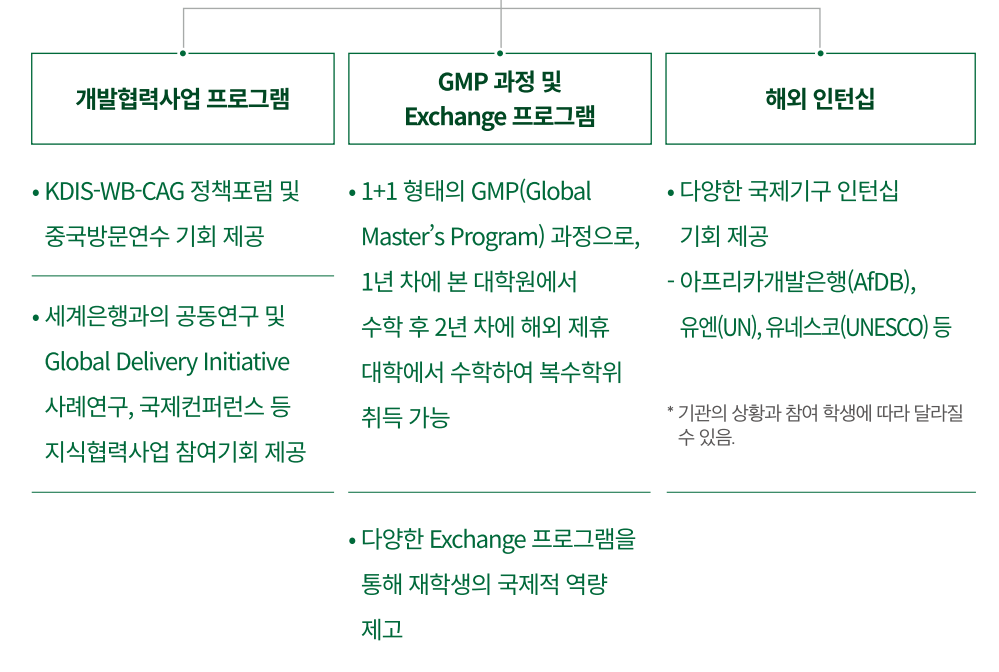 개발협력사업 프로그램
• KDIS-WB-CAG 정책포럼 및
중국방문연수 기회 제공
• 세계은행과의 공동연구 및
Global Delivery Initiative
사례연구, 국제컨퍼런스 등
지식협력사업 참여기회 제공
GMP 과정 및
Exchange 프로그램
• 1+1 형태의 GMP(Global
Master’s Program) 과정으로,
1년 차에 본 대학원에서
수학 후 2년 차에 해외 제휴
대학에서 수학하여 복수학위
취득 가능
• 다양한 Exchange 프로그램을
통해 재학생의 국제적 역량
제고
해외 인턴십
• 다양한 국제기구 인턴십
기회 제공
- 아프리카개발은행(AfDB),
유엔(UN), 유네스코(UNESCO) 등
* 기관의 상황과 참여 학생에 따라 달라질
수 있음.